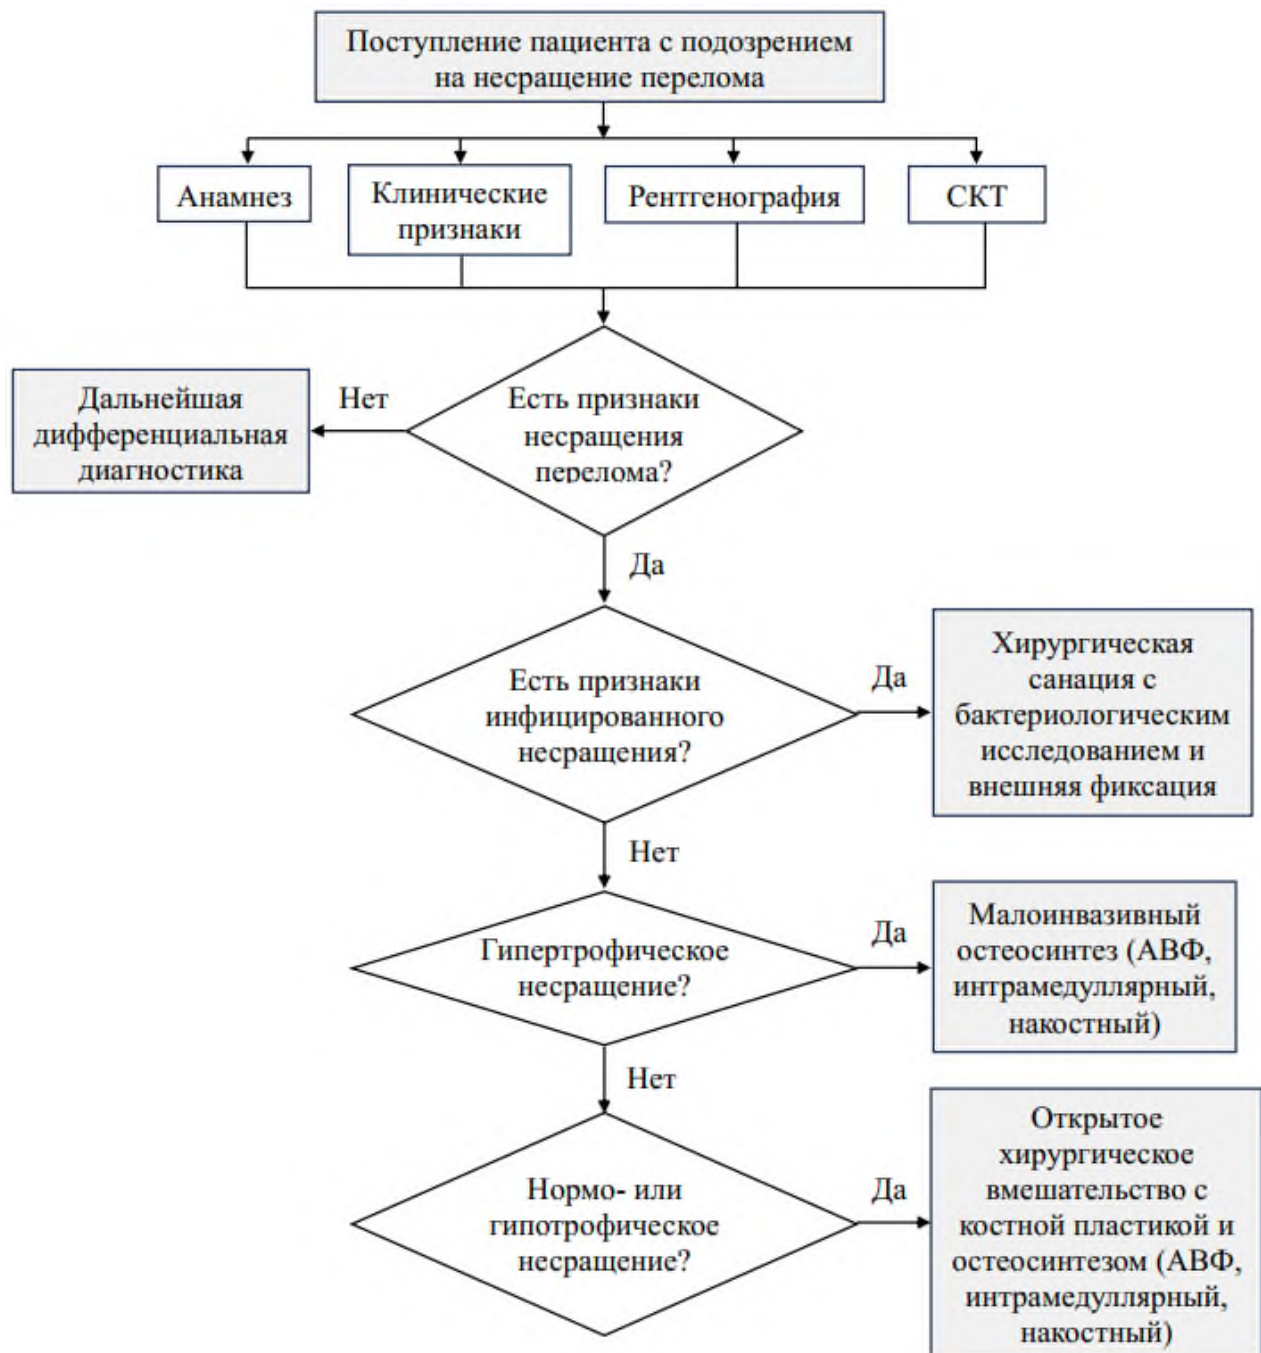 Поступление пациента с подозрением
на несращение перелома
Анамнез
Клинические
признаки
Рентгенография
СКТ
Есть признаки
несращения
перелома?
Нет
Дальнейшая
дифференциальная
диагностика
Да
Есть признаки
инфицированного
несращения?
Да
Хирургическая
санация с
бактериологическим
исследованием и
внешняя фиксация
Нет
Гипертрофическое
несращение?
Да
Малоинвазивный
остеосинтез (АВФ,
интрамедуллярный,
накостный)
Нет
Нормо- или
гипотрофическое
несращение?
Да
Открытое
хирургическое
вмешательство с
костной пластикой и
остеосинтезом (АВФ,
интрамедуллярный,
накостный)